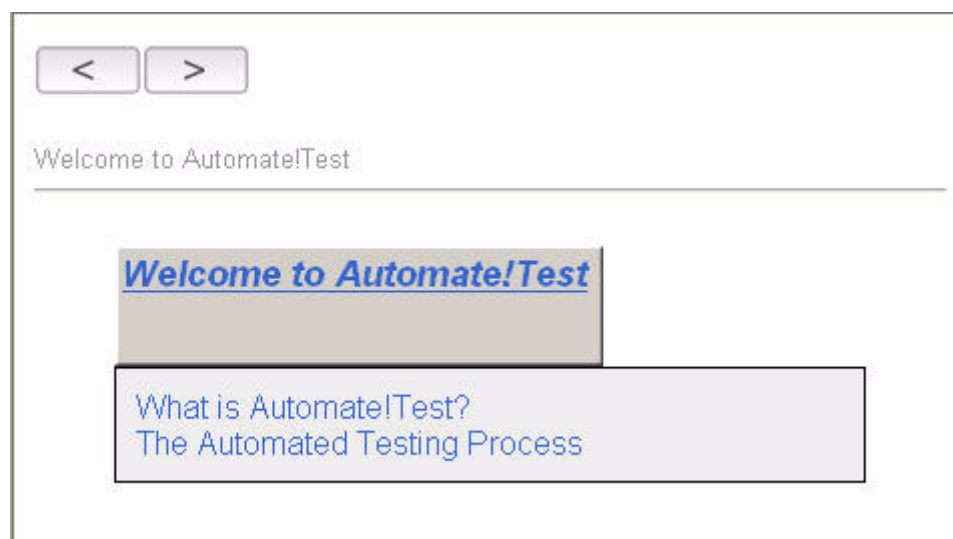 < >
Welcome to Automate!Test
Welcome to Automate!Test
What is Automate!Test?
The Automated Testing Process